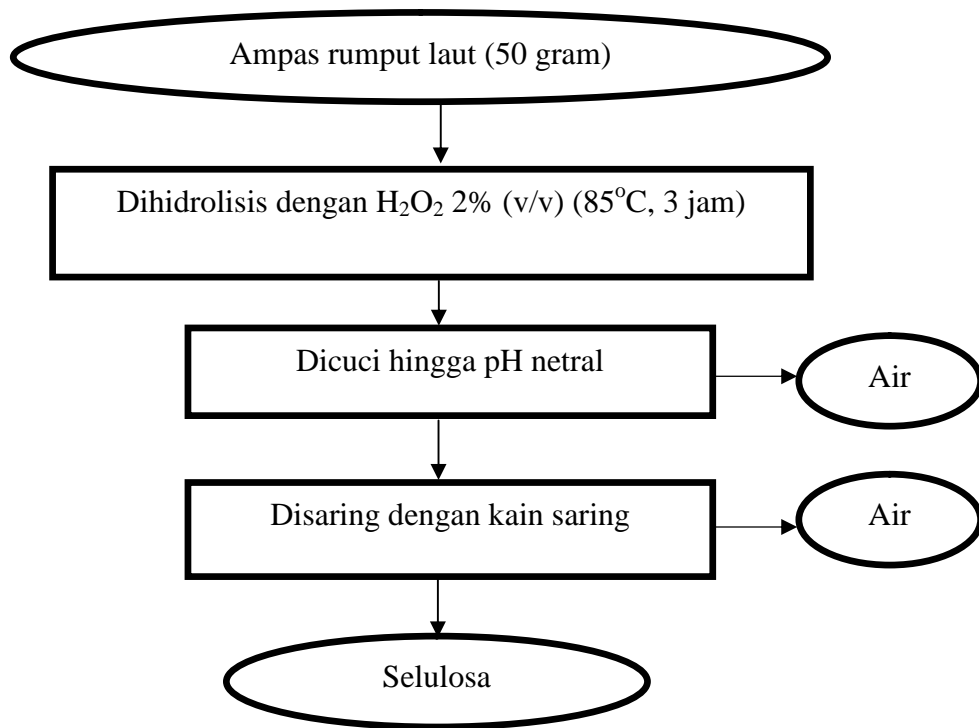 Ampas rumput laut (50 gram)
Dihidrolisis dengan H₂O₂ 2% (v/v) (85°C, 3 jam)
Dicuci hingga pH netral
Air
Disaring dengan kain saring
Air
Selulosa